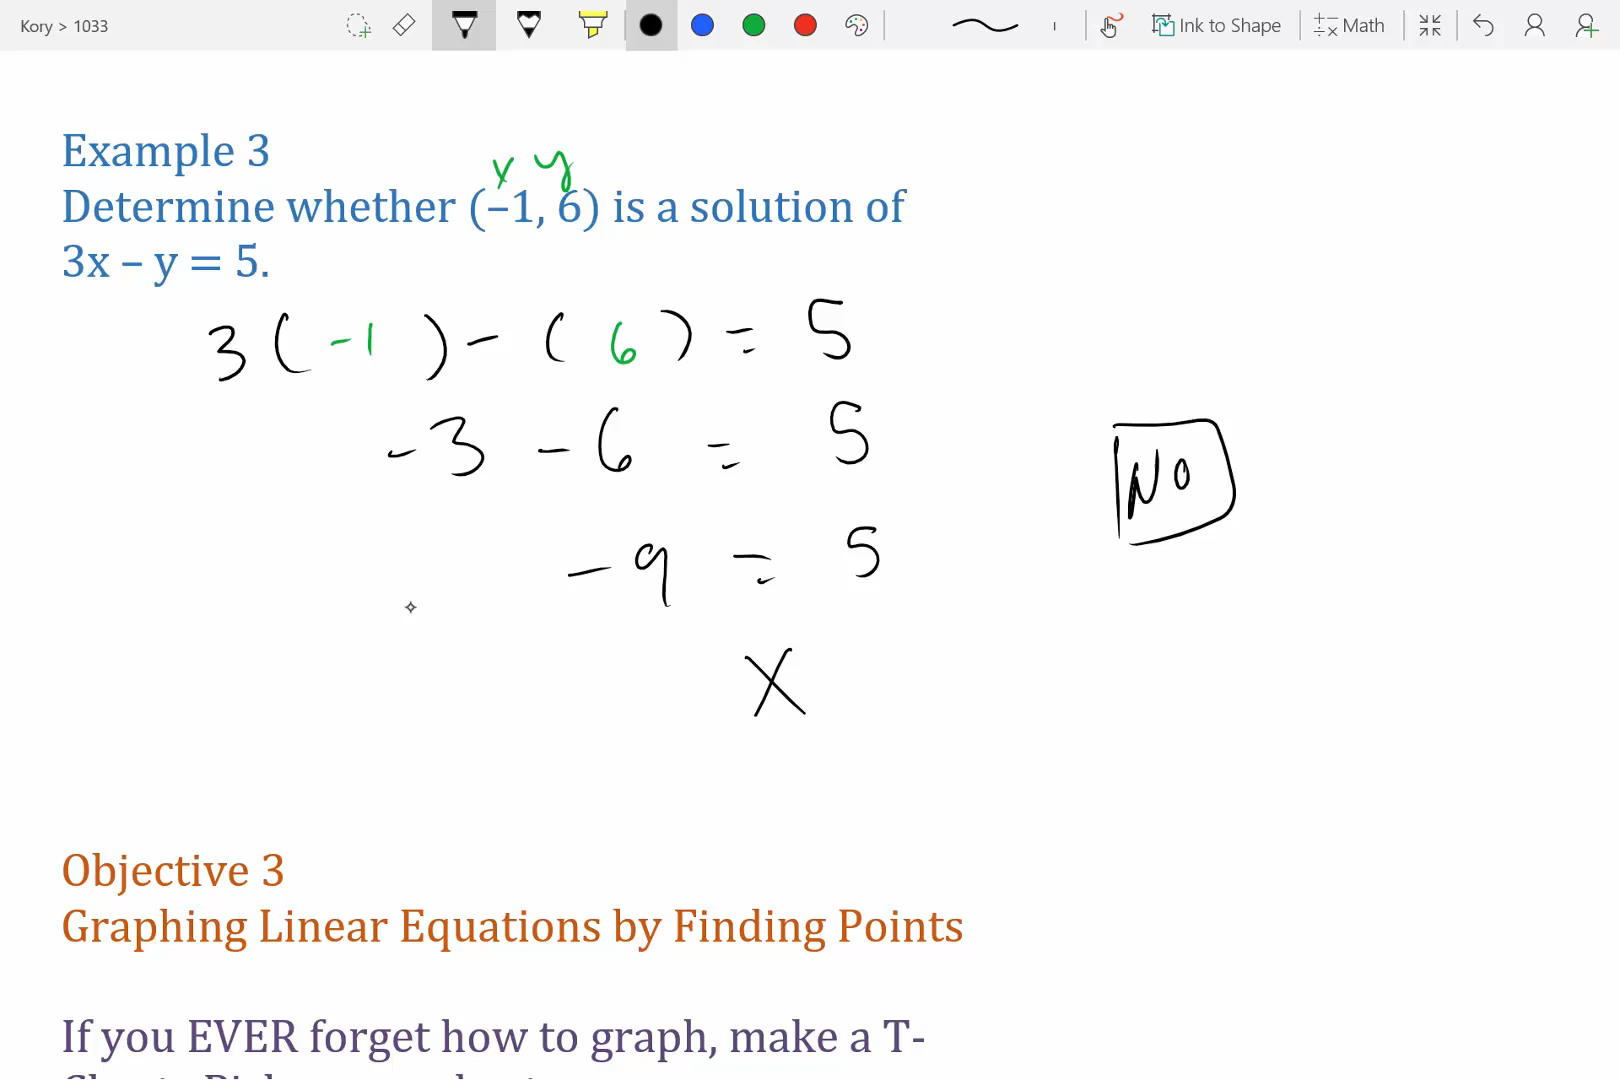 Kory > 1033 Ink to Shape Math
Example 3
x y
Determine whether (–1, 6) is a solution of
3x – y = 5.
3 ( -1 ) - ( 6 ) = 5
-3 - 6 = 5
NO
-9 = 5
X
Objective 3
Graphing Linear Equations by Finding Points
If you EVER forget how to graph, make a T-